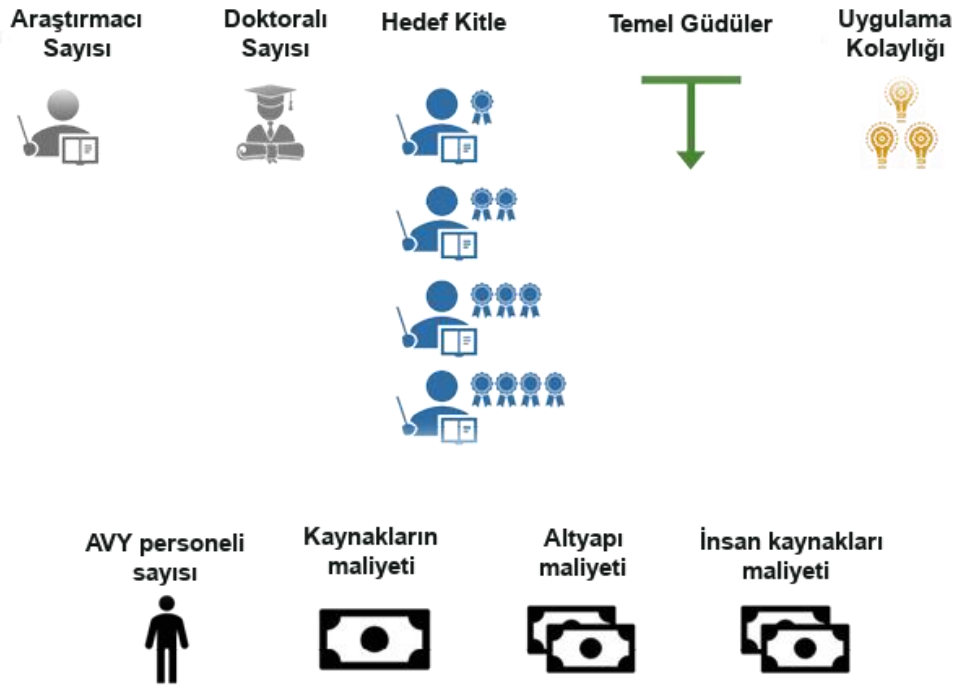 Araştırmacı
Sayısı
Doktoralı
Sayısı
Hedef Kitle
Temel Güdüler
Uygulama
Kolaylığı
AVY personeli
sayısı
Kaynakların
maliyeti
Altyapı
maliyeti
İnsan kaynakları
maliyeti